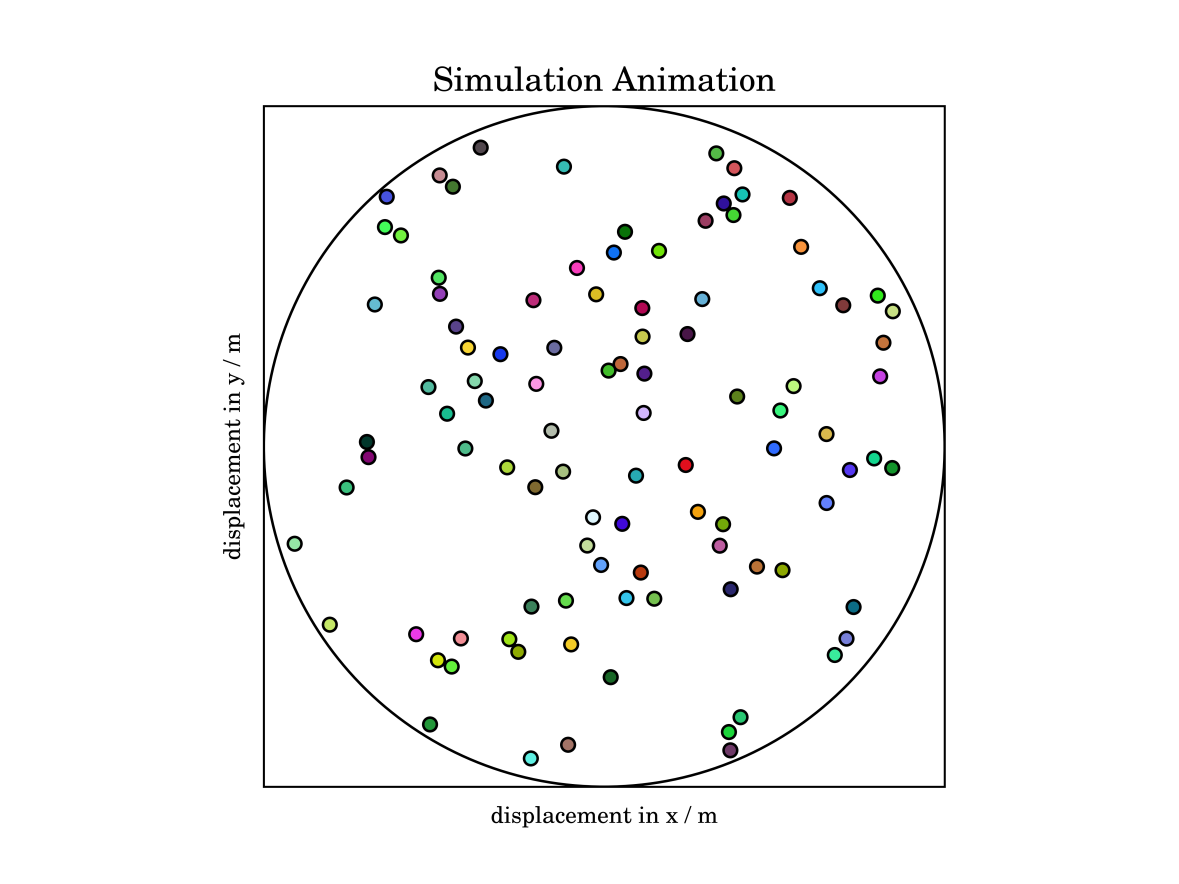 Simulation Animation
displacement in y / m
displacement in x / m